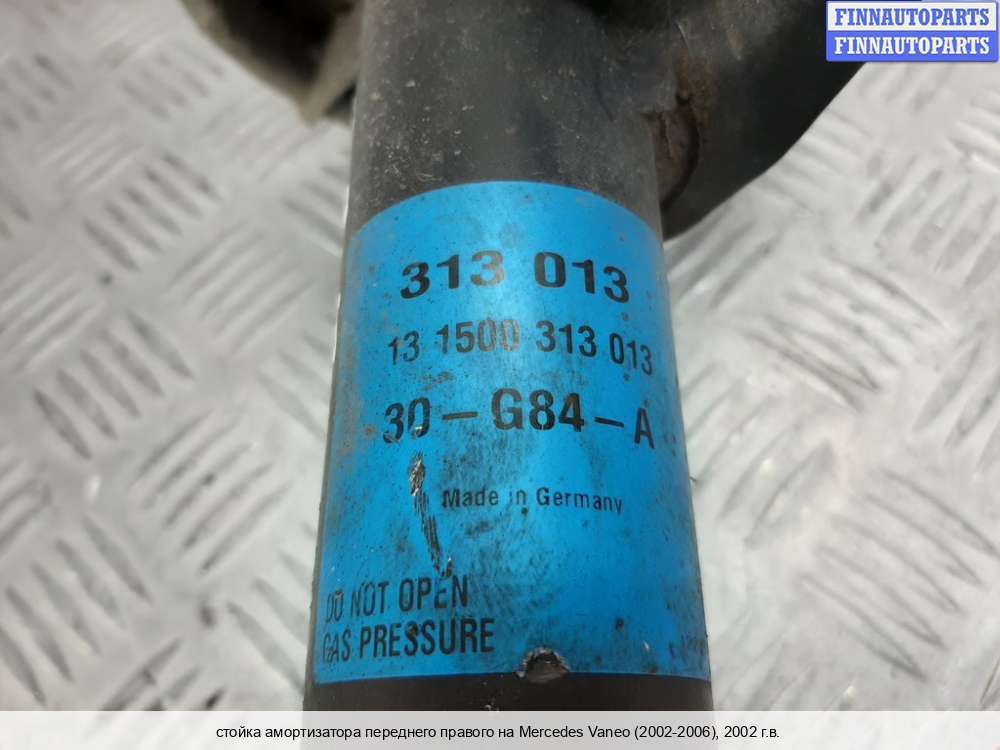 FINNAUTOPARTS
FINNAUTOPARTS
313 013
13 1500 313 013
30-G84-A
Made in Germany
DO NOT OPEN
GAS PRESSURE
стойка амортизатора переднего правого на Mercedes Vaneo (2002-2006), 2002 г.в.